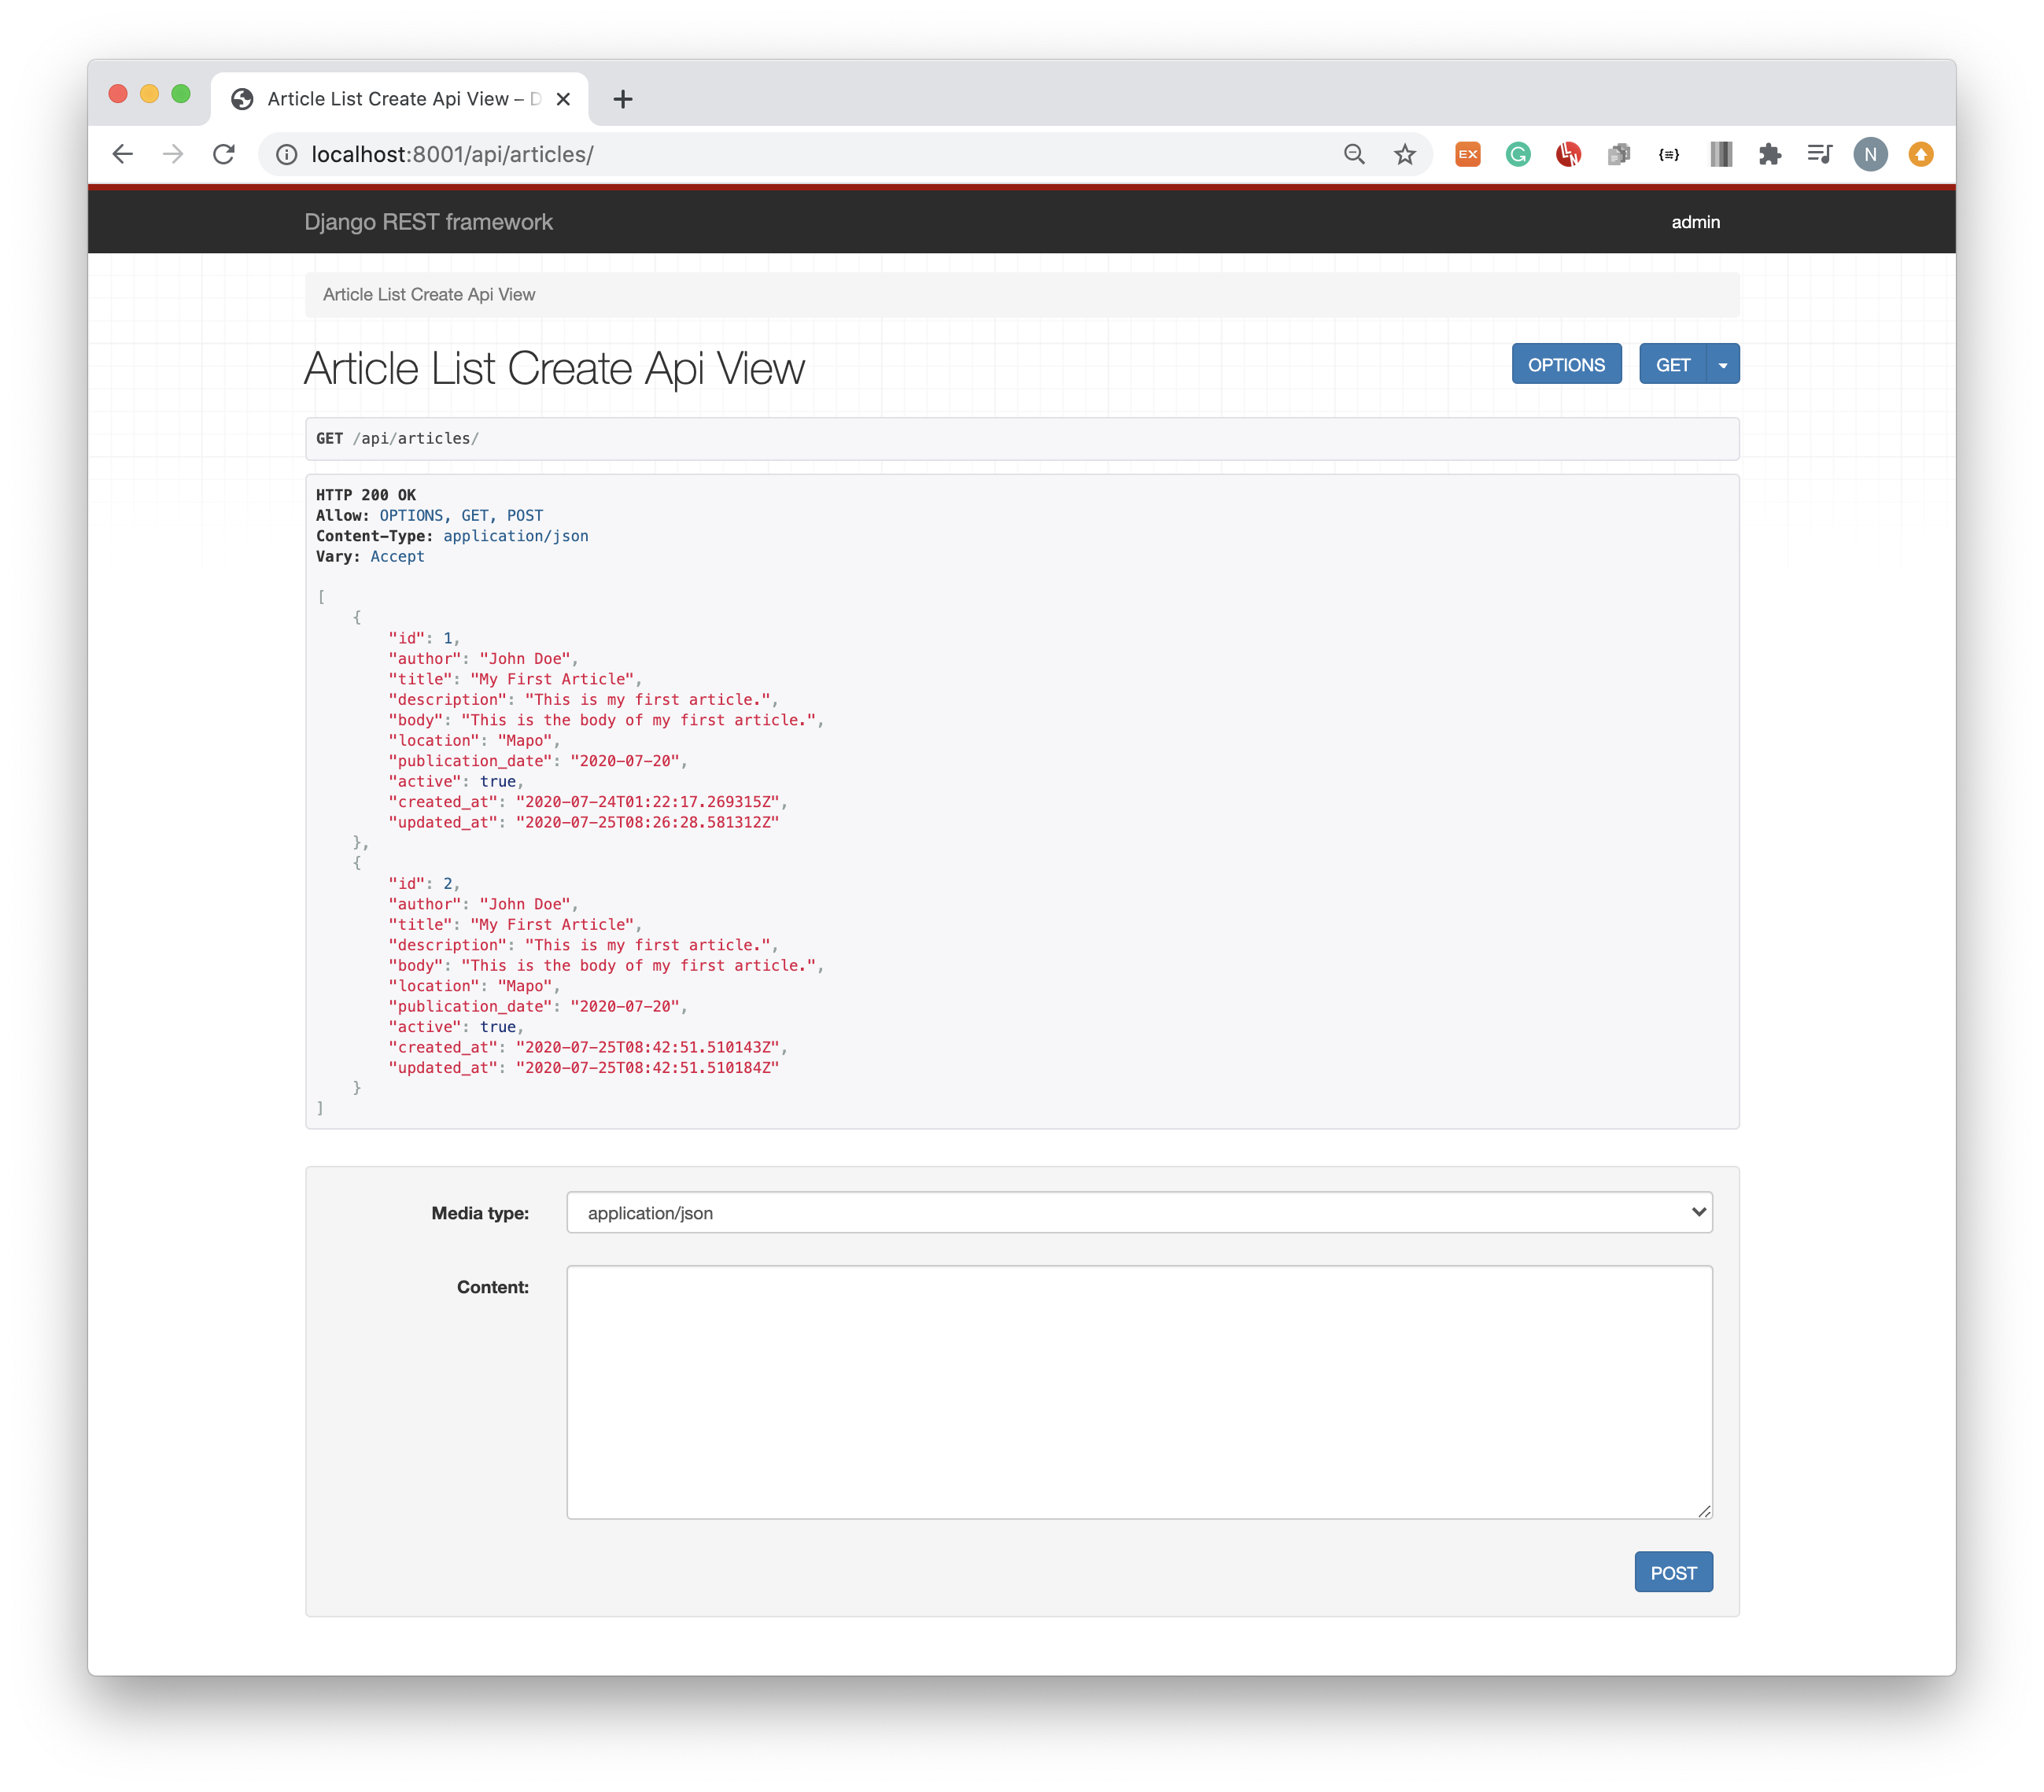 Article List Create Api View – D
localhost:8001/api/articles/
EX
N
Django REST framework
admin
Article List Create Api View
Article List Create Api View
OPTIONS
GET
GET /api/articles/
HTTP 200 OK
Allow: OPTIONS, GET, POST
Content-Type: application/json
Vary: Accept
[
    {
        "id": 1,
        "author": "John Doe",
        "title": "My First Article",
        "description": "This is my first article.",
        "body": "This is the body of my first article.",
        "location": "Mapo",
        "publication_date": "2020-07-20",
        "active": true,
        "created_at": "2020-07-24T01:22:17.269315Z",
        "updated_at": "2020-07-25T08:26:28.581312Z"
    },
    {
        "id": 2,
        "author": "John Doe",
        "title": "My First Article",
        "description": "This is my first article.",
        "body": "This is the body of my first article.",
        "location": "Mapo",
        "publication_date": "2020-07-20",
        "active": true,
        "created_at": "2020-07-25T08:42:51.510143Z",
        "updated_at": "2020-07-25T08:42:51.510184Z"
    }
]
Media type:
application/json
Content:
POST